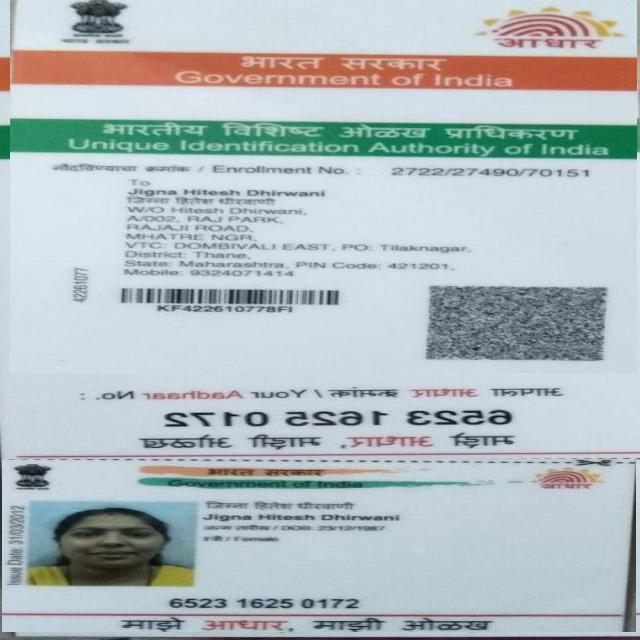 भारत सरकार
आधार
भारत सरकार
Government of India
भारतीय विशिष्ट ओळख प्राधिकरण
Unique Identification Authority of India
नोंदविण्याचा क्रमांक / Enrollment No. : 2722/27490/70151
To
Jigna Hitesh Dhirwani
जिग्ना हितेश धीरवाणी
W/O Hitesh Dhirwani,
A/002, RAJ PARK,
RAJAJI ROAD,
MHATRE NGR,
VTC: DOMBIVALI EAST, PO: Tilaknagar,
District: Thane,
State: Maharashtra, PIN Code: 421201,
Mobile: 9324071414
42261077
KF422610778FI
आपला आधार क्रमांक / Your Aadhaar No. :
6523 1625 0172
माझे आधार, माझी ओळख
भारत सरकार
Government of India
आधार
जिग्ना हितेश धीरवाणी
Jigna Hitesh Dhirwani
जन्म तारीख / DOB: 23/12/1987
स्त्री / Female
Issue Date: 31/03/2012
6523 1625 0172
माझे आधार, माझी ओळख